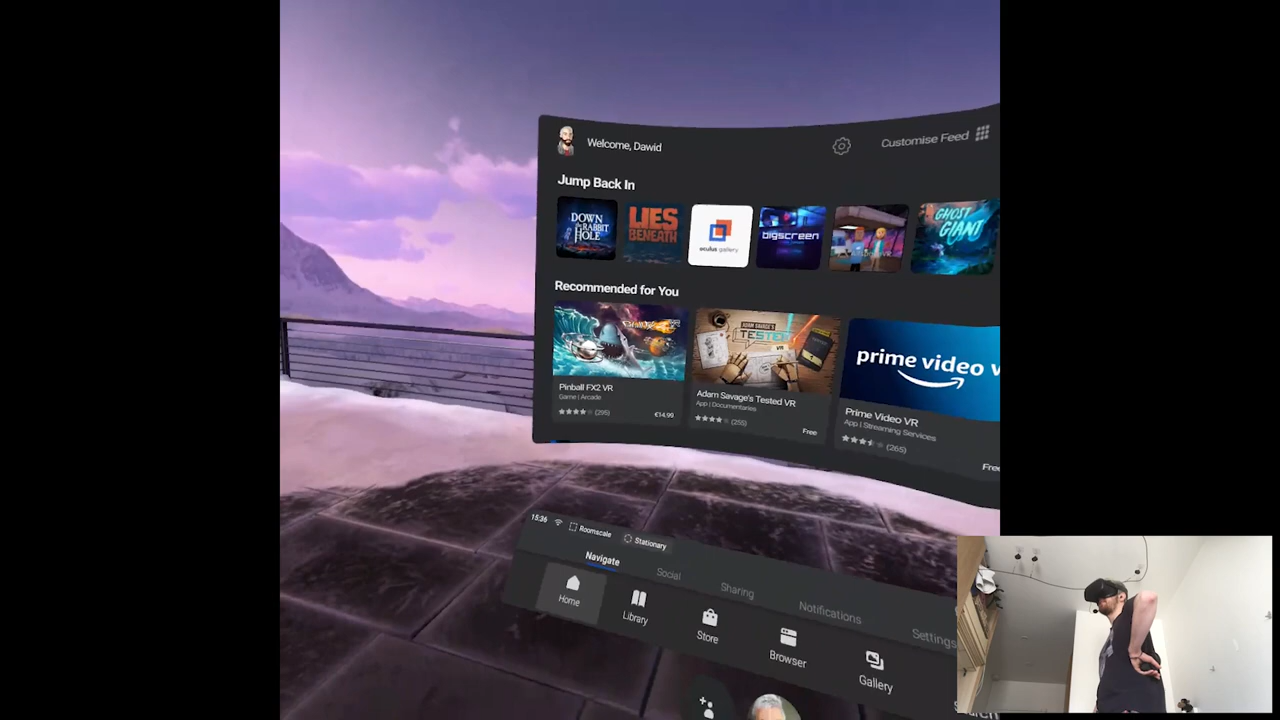 Welcome, Dawid
Customise Feed
Jump Back In
DOWN
the RABBIT
HOLE
LIES
BENEATH
oculus gallery
bigscreen
GHOST
GIANT
Recommended for You
ADAM SAVAGE'S
TESTED
VR
prime video v
Pinball FX2 VR
Game | Arcade
(295)
€14.99
Adam Savage's Tested VR
App | Documentaries
(255)
Free
Prime Video VR
App | Streaming Services
(265)
Free
15:36
Roomscale
Stationary
Navigate
Social
Sharing
Notifications
Settings
Home
Library
Store
Browser
Gallery